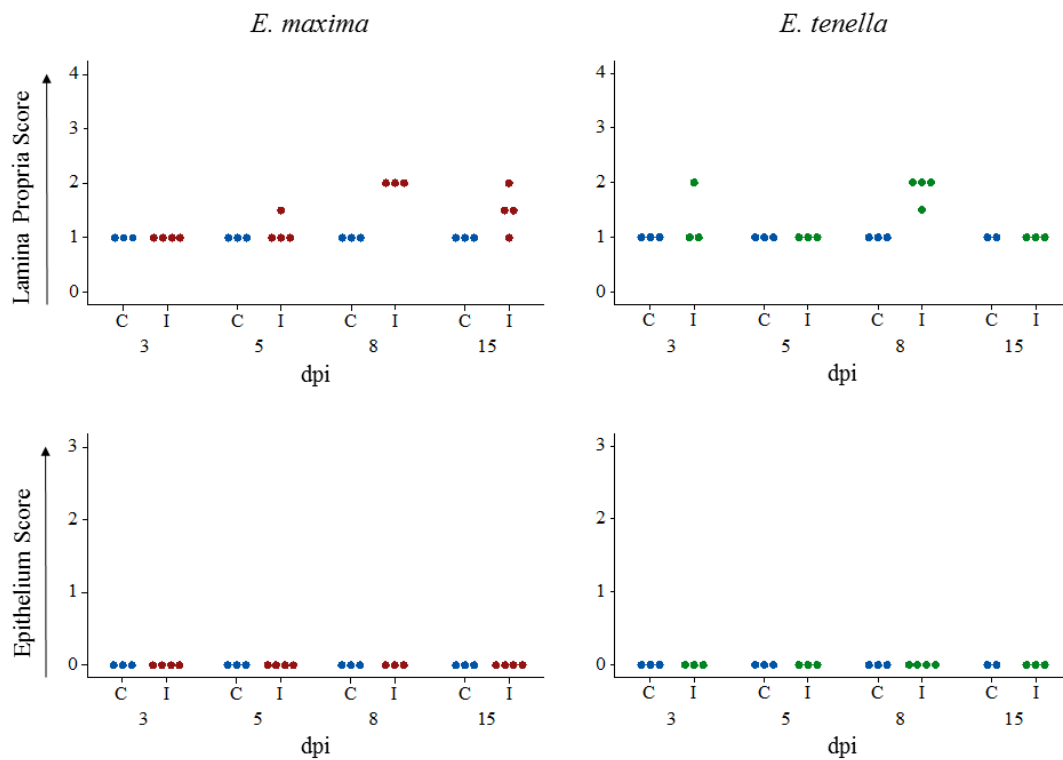 E. maxima
E. tenella
Lamina Propria Score
4
3
2
1
0
C I C I C I C I
3 5 8 15
dpi
4
3
2
1
0
C I C I C I C I
3 5 8 15
dpi
Epithelium Score
3
2
1
0
C I C I C I C I
3 5 8 15
dpi
3
2
1
0
C I C I C I C I
3 5 8 15
dpi